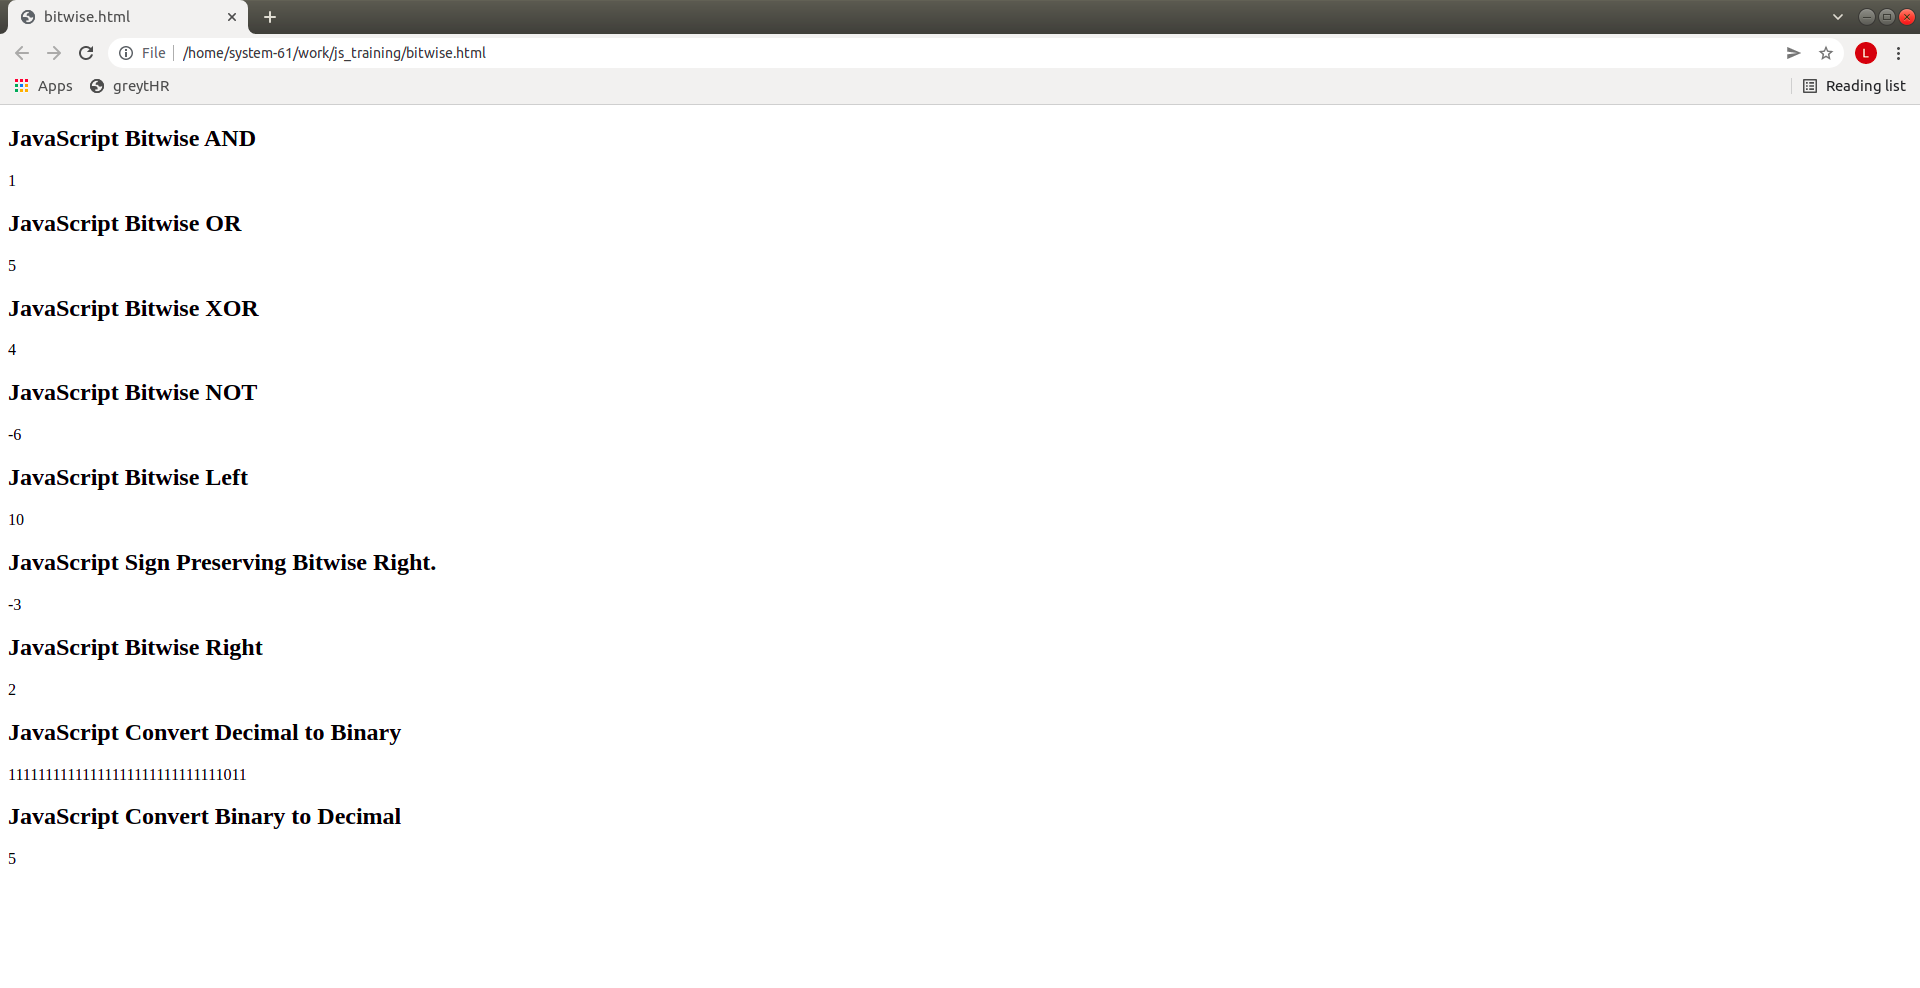 bitwise.html
File
/home/system-61/work/js_training/bitwise.html
L
Apps
greytHR
Reading list
JavaScript Bitwise AND
1
JavaScript Bitwise OR
5
JavaScript Bitwise XOR
4
JavaScript Bitwise NOT
-6
JavaScript Bitwise Left
10
JavaScript Sign Preserving Bitwise Right.
-3
JavaScript Bitwise Right
2
JavaScript Convert Decimal to Binary
11111111111111111111111111111011
JavaScript Convert Binary to Decimal
5